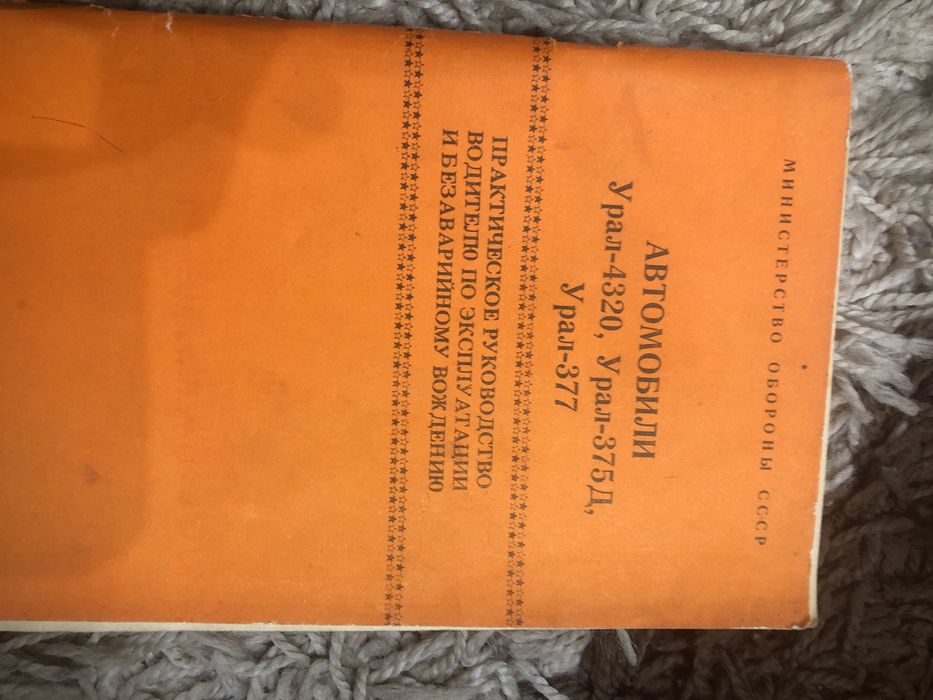 МИНИСТЕРСТВО ОБОРОНЫ СССР
АВТОМОБИЛИ
Урал-4320, Урал-375Д,
Урал-377
ПРАКТИЧЕСКОЕ РУКОВОДСТВО
ВОДИТЕЛЮ ПО ЭКСПЛУАТАЦИИ
И БЕЗАВАРИЙНОМУ ВОЖДЕНИЮ